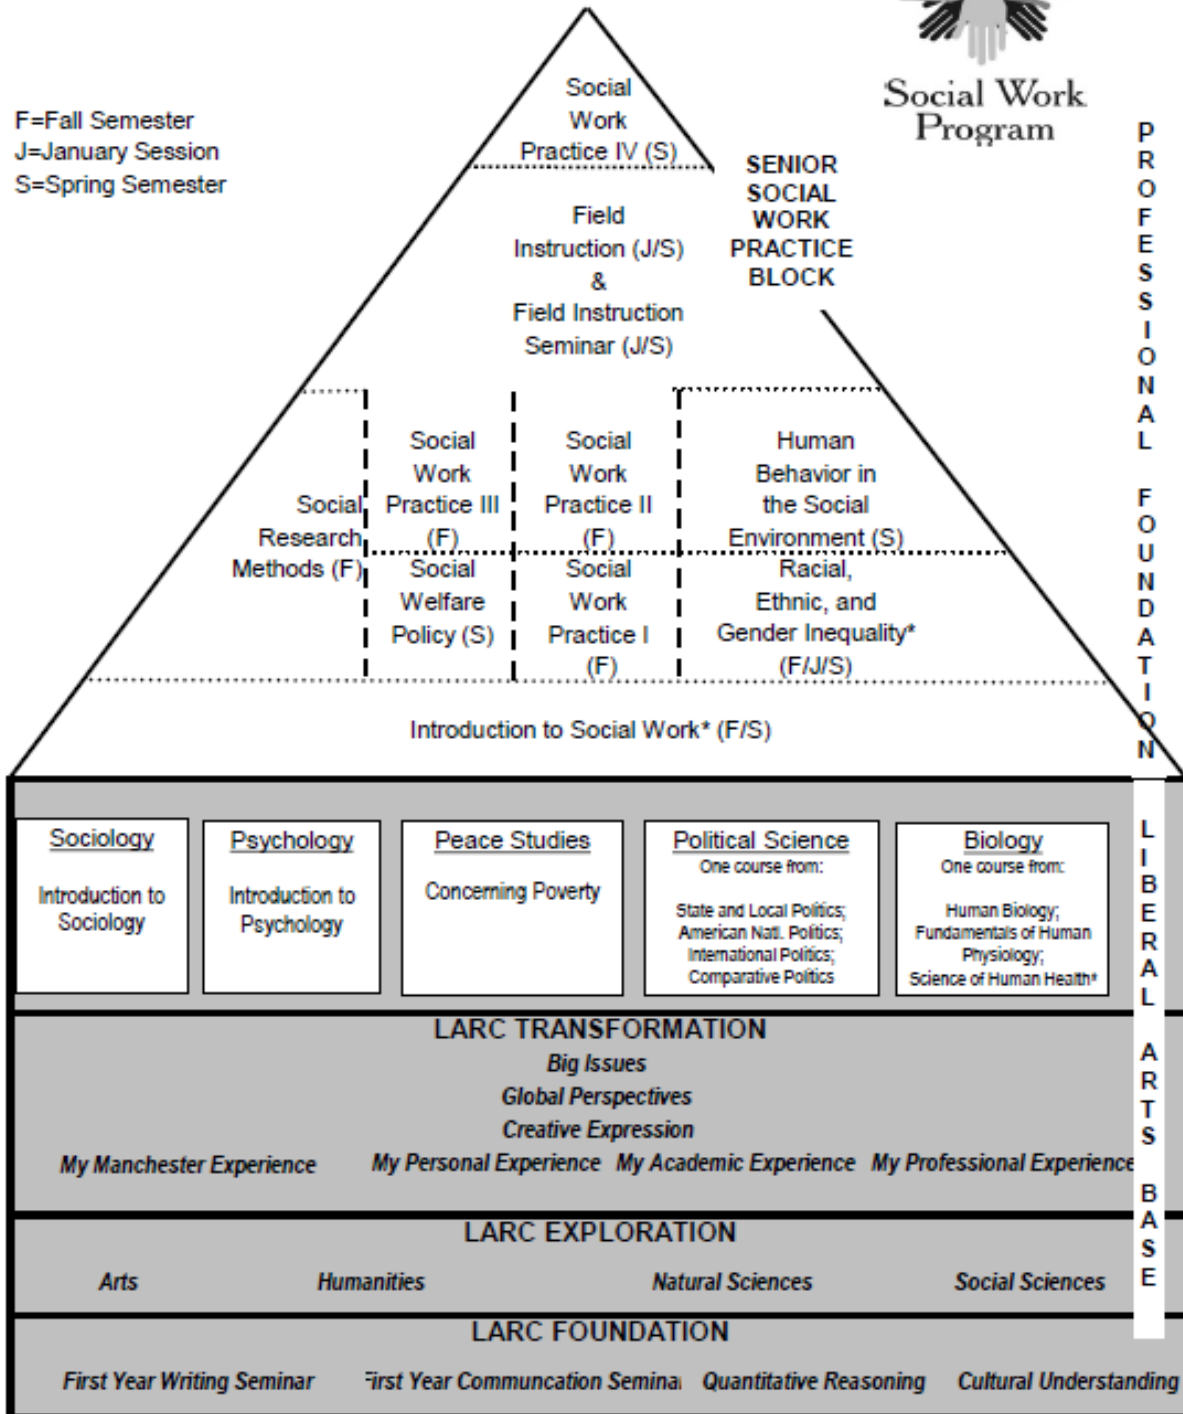 F=Fall Semester
J=January Session
S=Spring Semester
Social Work
Program
Social
Work
Practice IV (S)
SENIOR
SOCIAL
WORK
PRACTICE
BLOCK
Field
Instruction (J/S)
&
Field Instruction
Seminar (J/S)
Social
Research
Methods (F)
Social
Work
Practice III
(F)
Social
Work
Practice II
(F)
Human
Behavior in
the Social
Environment (S)
Social
Welfare
Policy (S)
Social
Work
Practice I
(F)
Racial,
Ethnic, and
Gender Inequality*
(F/J/S)
Introduction to Social Work* (F/S)
PROFESSIONAL FOUNDATION
Sociology
Introduction to
Sociology
Psychology
Introduction to
Psychology
Peace Studies
Concerning Poverty
Political Science
One course from:
State and Local Politics;
American Natl. Politics;
International Politics;
Comparative Politics
Biology
One course from:
Human Biology;
Fundamentals of Human
Physiology;
Science of Human Health*
LARC TRANSFORMATION
Big Issues
Global Perspectives
Creative Expression
My Manchester Experience My Personal Experience My Academic Experience My Professional Experience
LARC EXPLORATION
Arts Humanities Natural Sciences Social Sciences
LARC FOUNDATION
First Year Writing Seminar First Year Communcation Seminar Quantitative Reasoning Cultural Understanding
LIBERAL ARTS BASE